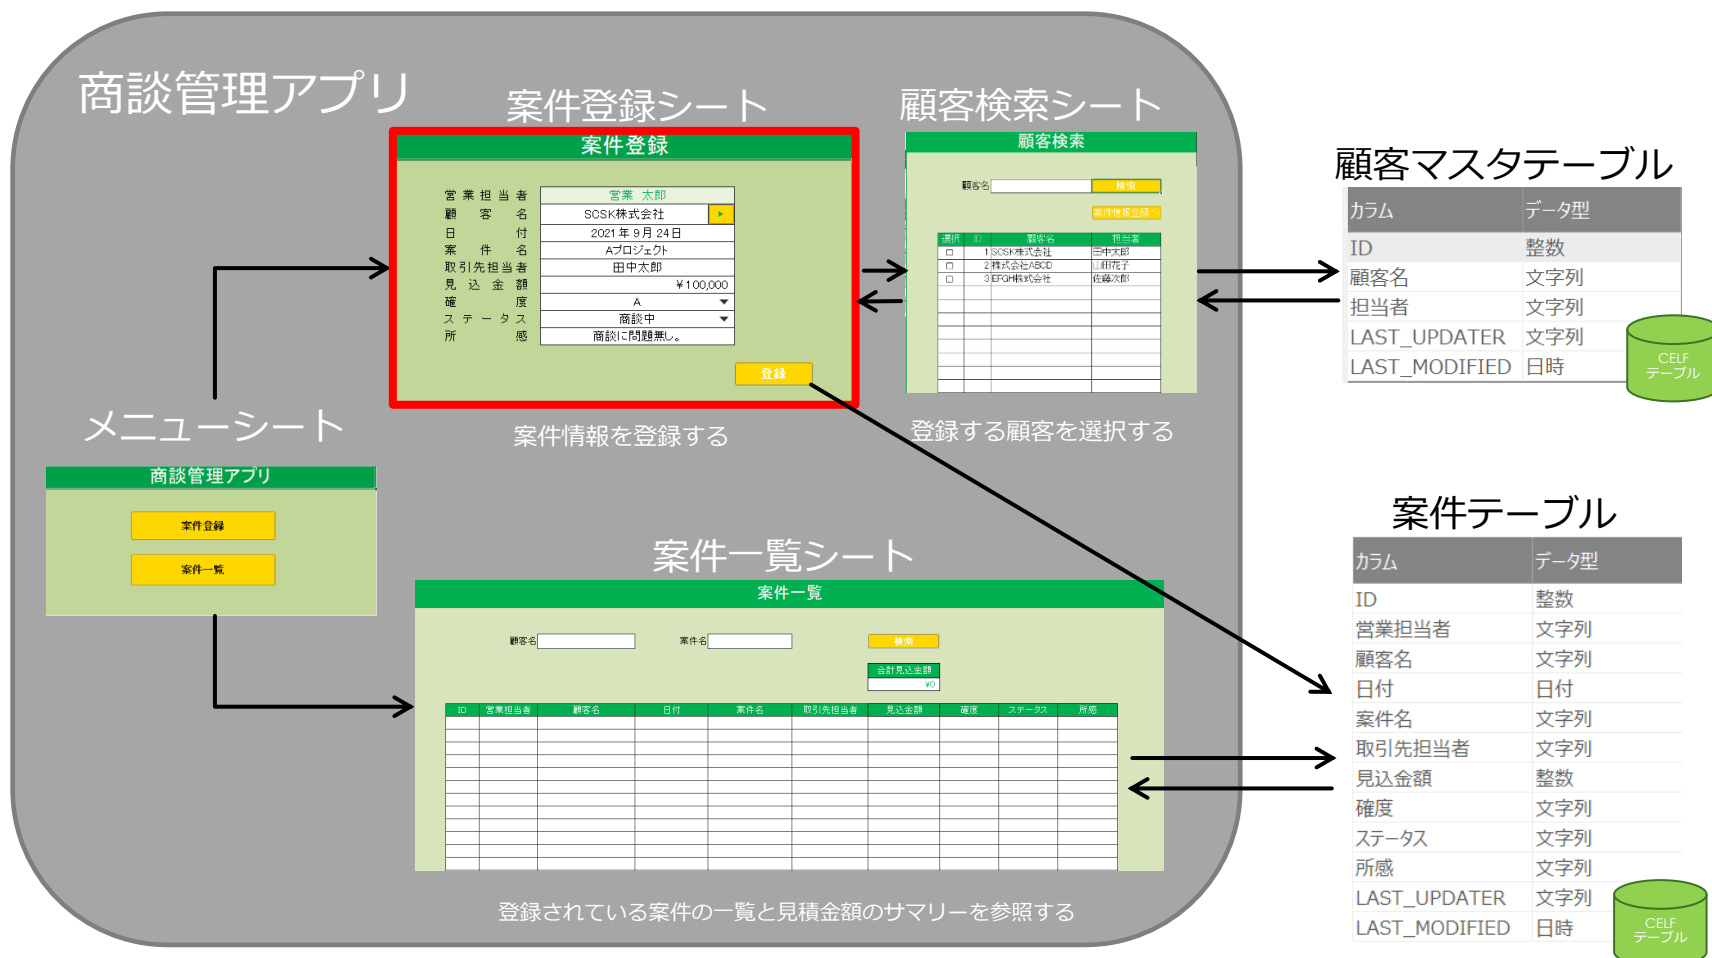 商談管理アプリ
案件登録シート
案件登録
営業担当者 営業 太郎
顧客名 SCSK株式会社
日付 2021年9月24日
案件名 Aプロジェクト
取引先担当者 田中太郎
見込金額 ¥100,000
確度 A
ステータス 商談中
所感 商談に問題無し。
登録
案件情報を登録する
顧客検索シート
顧客検索
顧客名 検索
案件情報登録へ
選択 ID 顧客名 担当者
1 SCSK株式会社 田中太郎
2 株式会社ABCD 山田花子
3 EFGH株式会社 佐藤次郎
登録する顧客を選択する
メニューシート
商談管理アプリ
案件登録
案件一覧
案件一覧シート
案件一覧
顧客名 案件名 検索
合計見込金額
¥0
ID 営業担当者 顧客名 日付 案件名 取引先担当者 見込金額 確度 ステータス 所感
登録されている案件の一覧と見積金額のサマリーを参照する
顧客マスタテーブル
カラム データ型
ID 整数
顧客名 文字列
担当者 文字列
LAST_UPDATER 文字列
LAST_MODIFIED 日時
CELF
テーブル
案件テーブル
カラム データ型
ID 整数
営業担当者 文字列
顧客名 文字列
日付 日付
案件名 文字列
取引先担当者 文字列
見込金額 整数
確度 文字列
ステータス 文字列
所感 文字列
LAST_UPDATER 文字列
LAST_MODIFIED 日時
CELF
テーブル